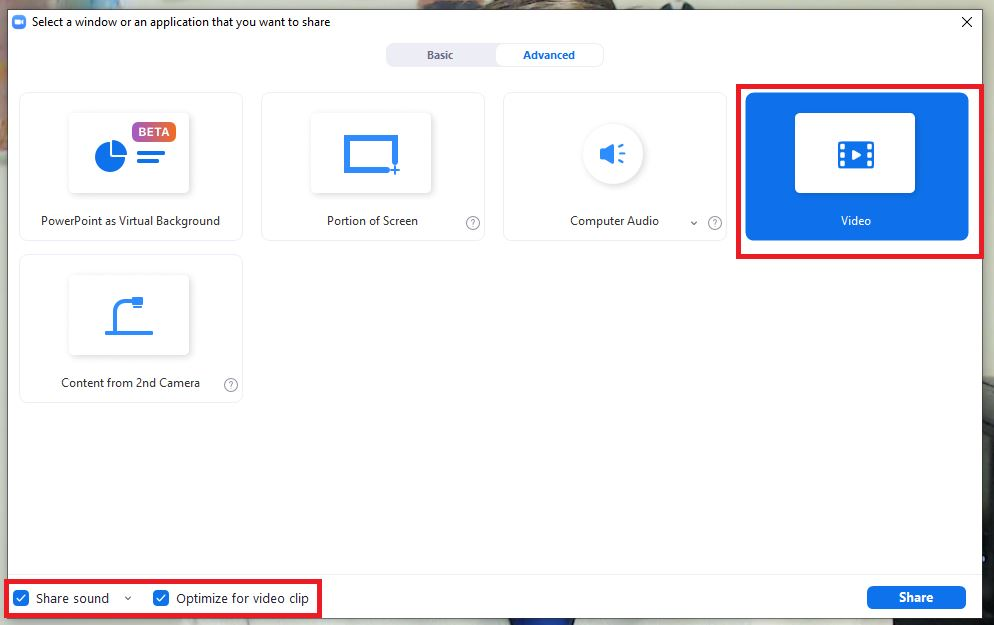 Select a window or an application that you want to share
Basic
Advanced
BETA
PowerPoint as Virtual Background
Portion of Screen
?
Computer Audio
?
Video
Content from 2nd Camera
?
Share sound
Optimize for video clip
Share